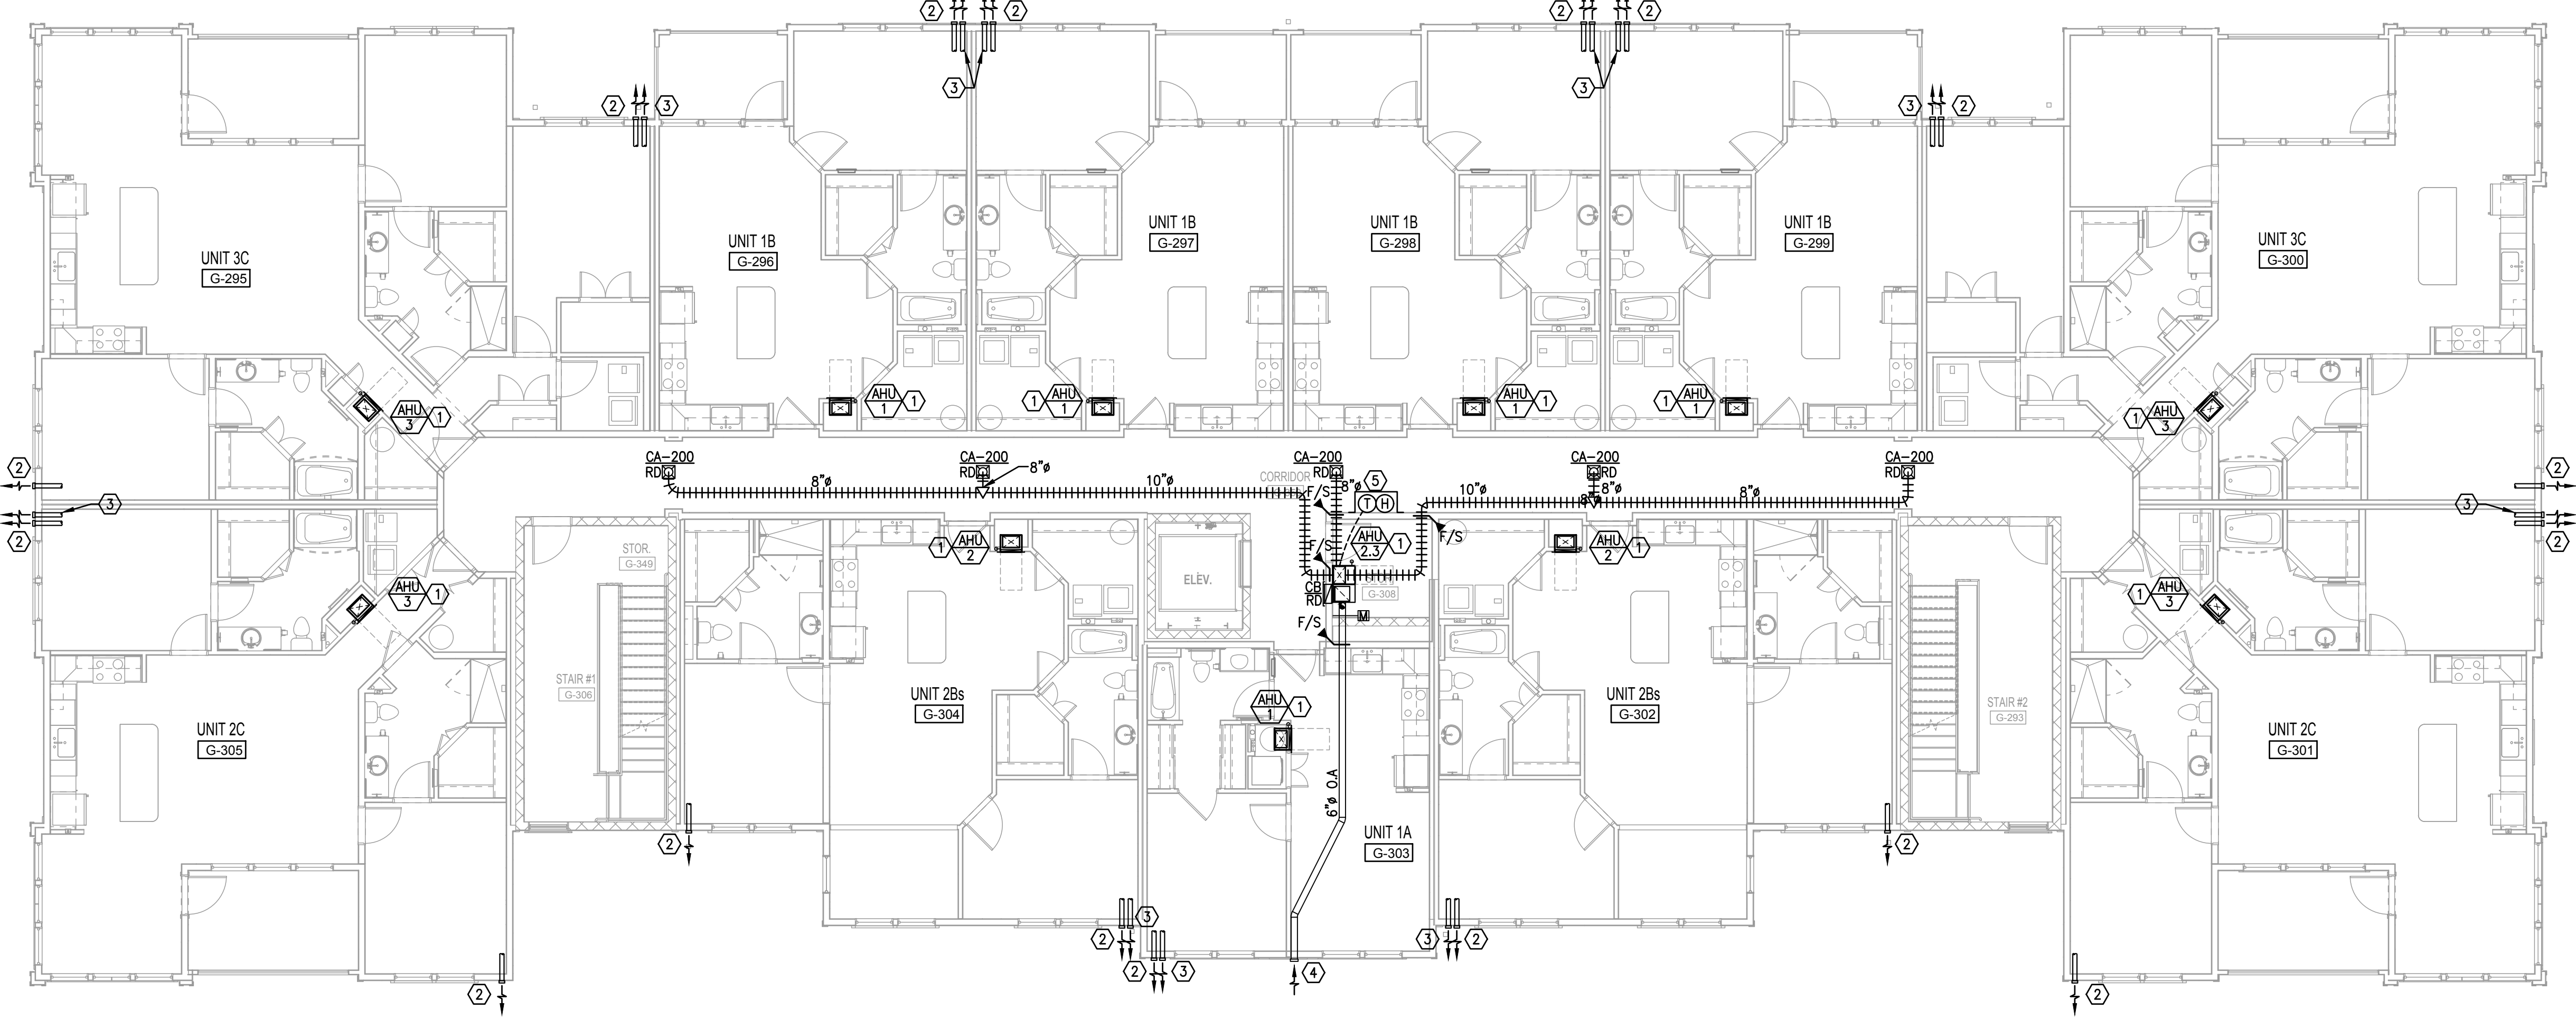 2
2
2
2
3
3
2
3
3
2
UNIT 3C
G-295
UNIT 1B
G-296
UNIT 1B
G-297
UNIT 1B
G-298
UNIT 1B
G-299
UNIT 3C
G-300
AHU
3
1
AHU
1
1
1
AHU
1
AHU
1
1
1
AHU
1
1
AHU
3
2
3
2
CA-200
RD
8"ø
CA-200
RD
8"ø
10"ø
CORRIDOR
CA-200
RD
8"ø
F/S
5
T H
10"ø
CA-200
RD
8"ø
8"ø
8"ø
CA-200
RD
2
3
2
STOR.
G-349
1
AHU
2
ELEV.
F/S
AHU
2.3
1
F/S
CB
RD
G-308
M
F/S
AHU
2
1
AHU
3
1
1
AHU
3
STAIR #1
G-306
UNIT 2Bs
G-304
AHU
1
1
UNIT 2Bs
G-302
STAIR #2
G-293
UNIT 2C
G-305
UNIT 2C
G-301
6"ø O.A
UNIT 1A
G-303
2
2
3
2
2
3
4
3
2
2
2